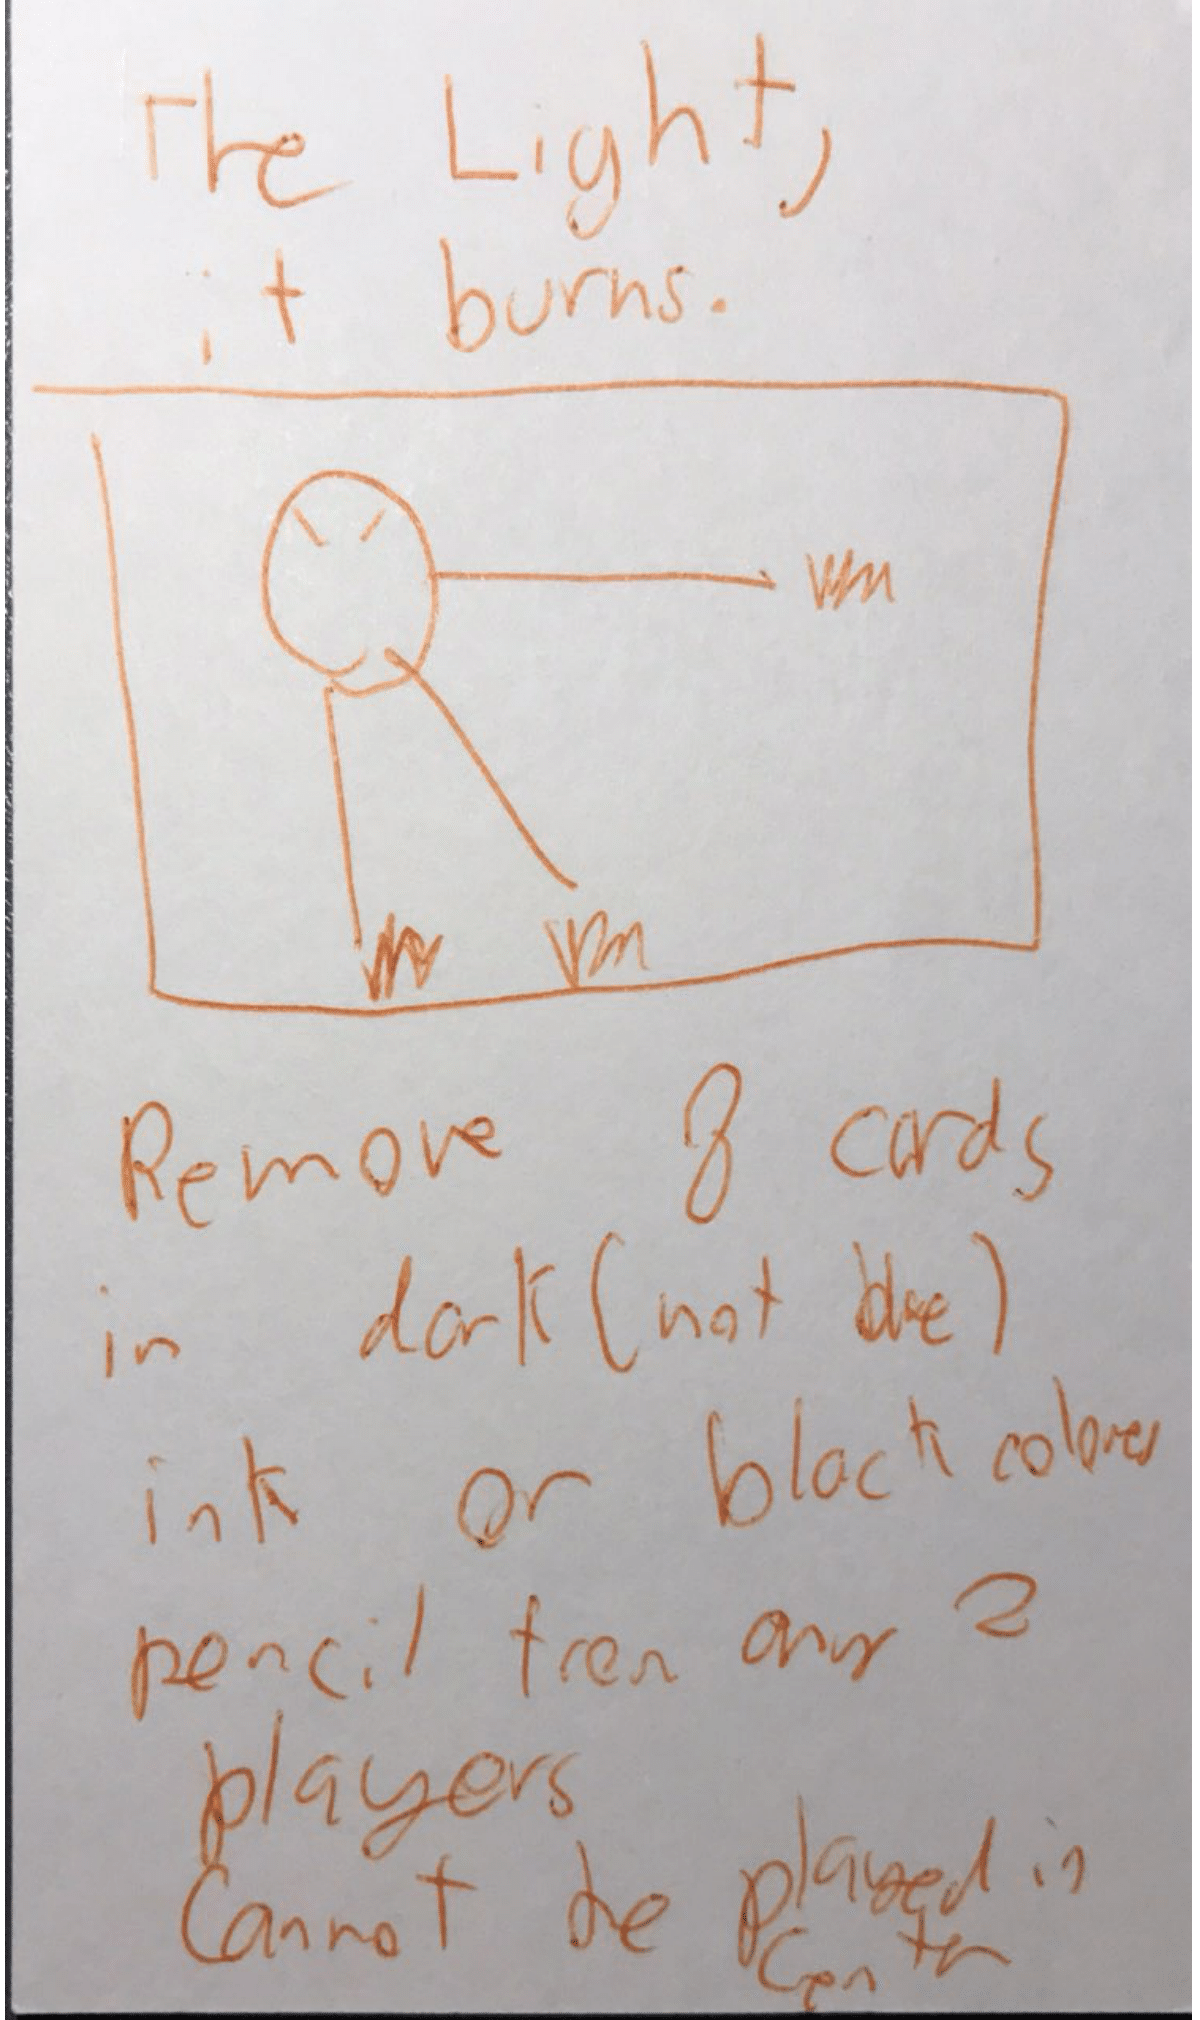 The Light,
it burns.
Remove 8 cards
in dark (not blue)
ink or black colored
pencil from any 2
players
Cannot be played in
Center